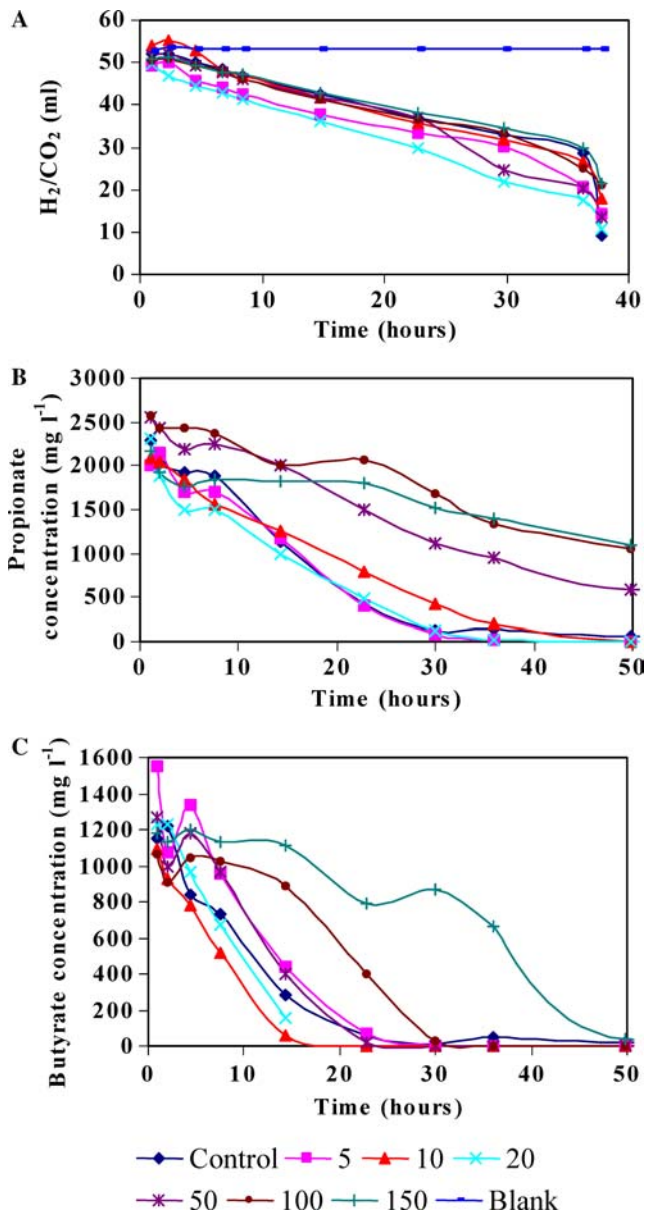 A
60
50
40
30
20
10
0
H₂/CO₂ (ml)
0 10 20 30 40
Time (hours)
B
3000
2500
2000
1500
1000
500
0
Propionate
concentration (mg l⁻¹)
0 10 20 30 40 50
Time (hours)
C
1600
1400
1200
1000
800
600
400
200
0
Butyrate concentration (mg l⁻¹)
0 10 20 30 40 50
Time (hours)
Control 5 10 20
50 100 150 Blank